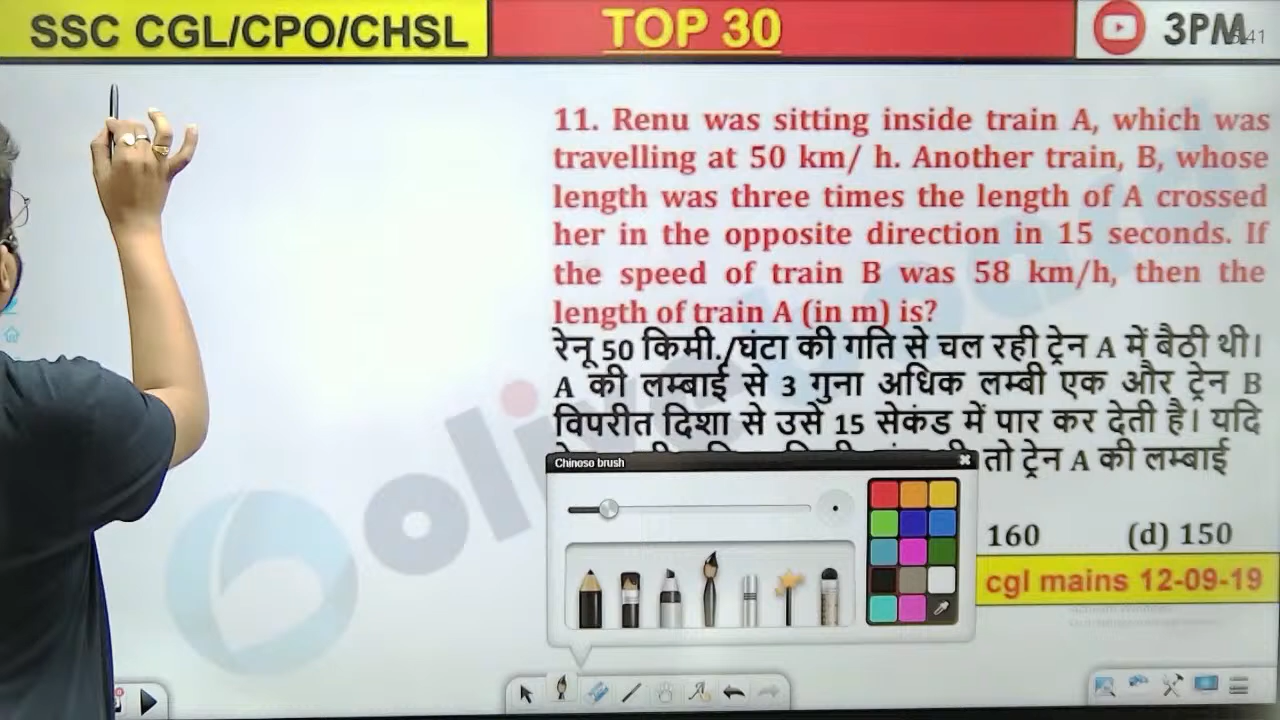 SSC CGL/CPO/CHSL
TOP 30
3PM
11. Renu was sitting inside train A, which was
travelling at 50 km/ h. Another train, B, whose
length was three times the length of A crossed
her in the opposite direction in 15 seconds. If
the speed of train B was 58 km/h, then the
length of train A (in m) is?
रेनू 50 किमी./घंटा की गति से चल रही ट्रेन A में बैठी थी।
A की लम्बाई से 3 गुना अधिक लम्बी एक और ट्रेन B
विपरीत दिशा से उसे 15 सेकंड में पार कर देती है। यदि
तो ट्रेन A की लम्बाई
Chinese brush
160 (d) 150
cgl mains 12-09-19